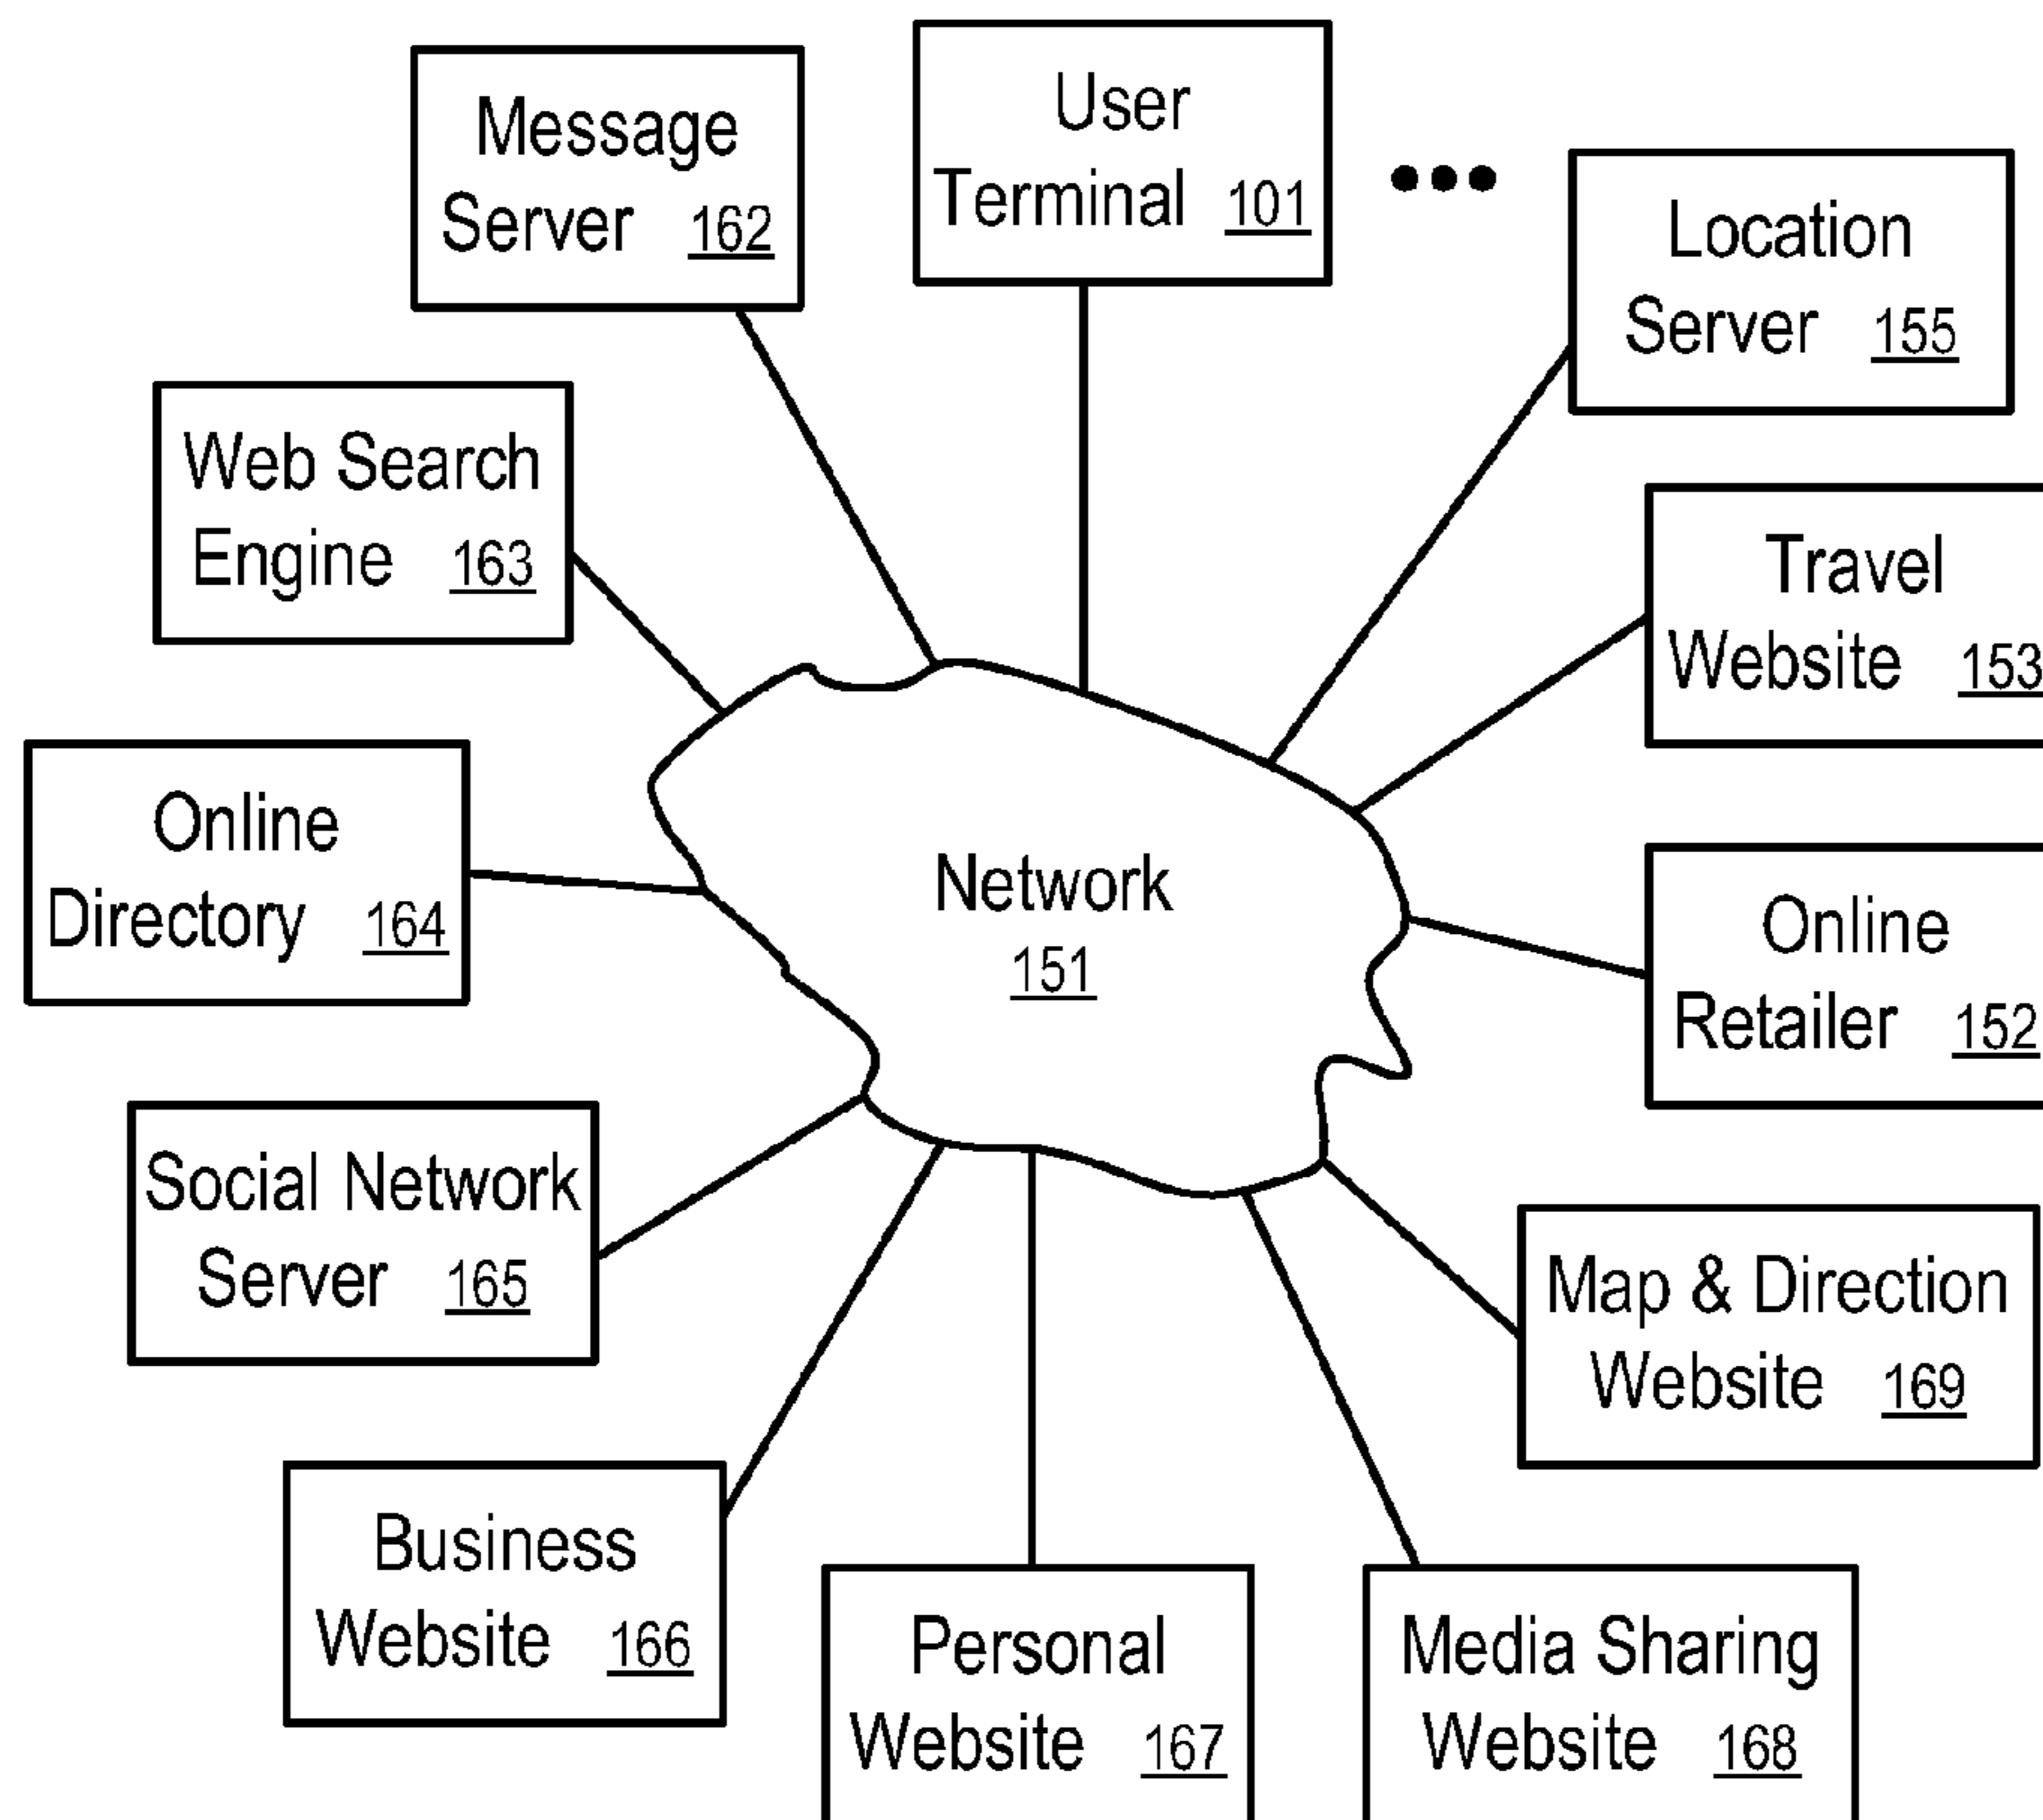 Message
Server 162
User
Terminal 101
Location
Server 155
Web Search
Engine 163
Travel
Website 153
Online
Directory 164
Network
151
Online
Retailer 152
Social Network
Server 165
Map & Direction
Website 169
Business
Website 166
Personal
Website 167
Media Sharing
Website 168